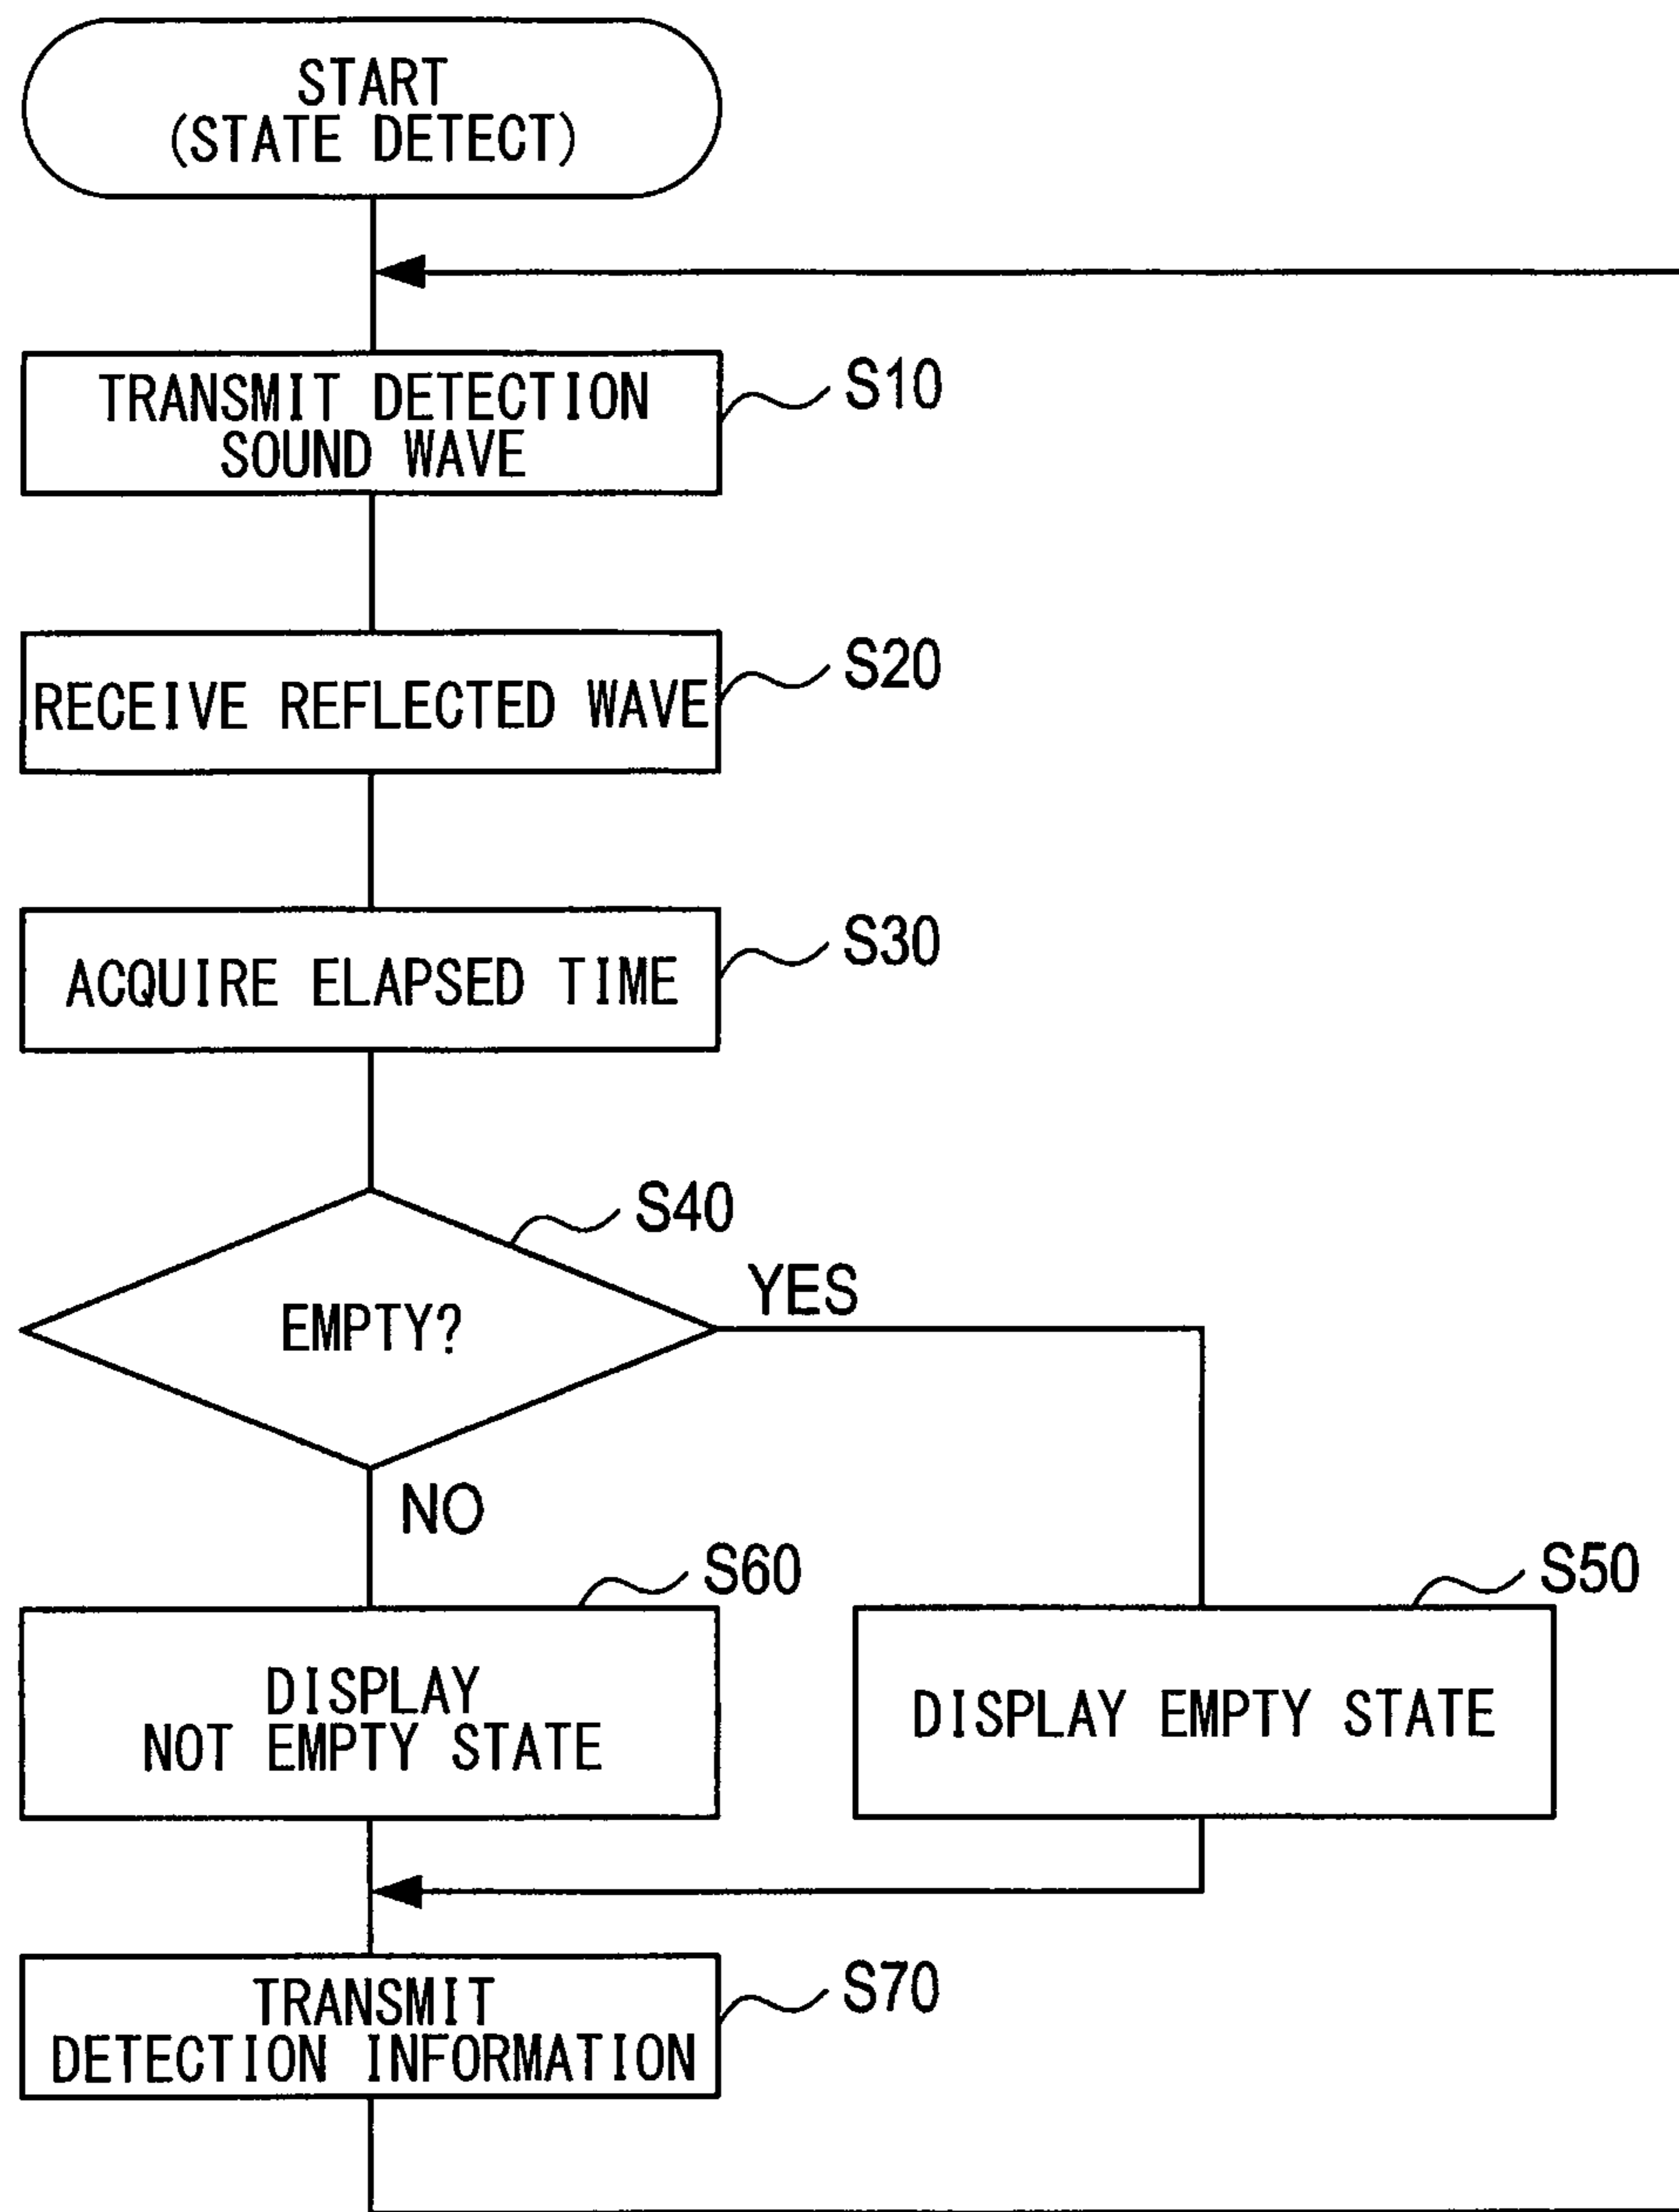 START
(STATE DETECT)
TRANSMIT DETECTION
SOUND WAVE
S10
RECEIVE REFLECTED WAVE
S20
ACQUIRE ELAPSED TIME
S30
S40
EMPTY?
YES
NO
S60
DISPLAY
NOT EMPTY STATE
S50
DISPLAY EMPTY STATE
TRANSMIT
DETECTION INFORMATION
S70